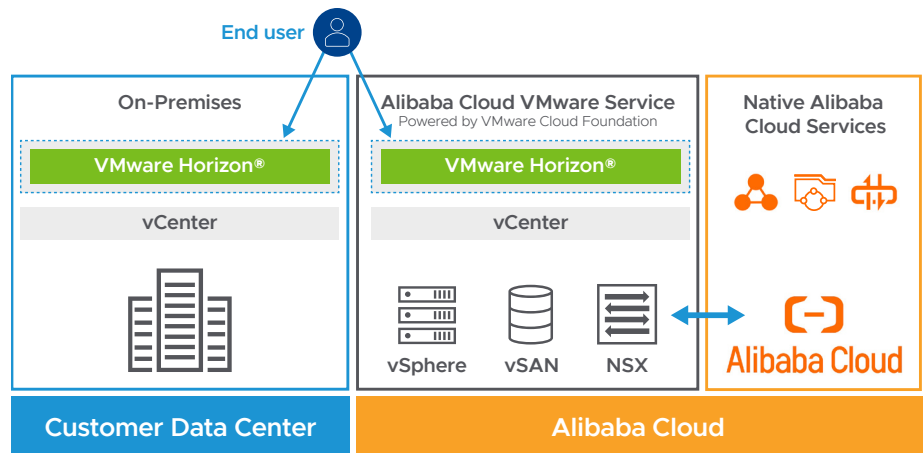 End user
On-Premises
VMware Horizon®
vCenter
Customer Data Center
Alibaba Cloud VMware Service
Powered by VMware Cloud Foundation
VMware Horizon®
vCenter
vSphere
vSAN
NSX
Native Alibaba
Cloud Services
Alibaba Cloud
Alibaba Cloud